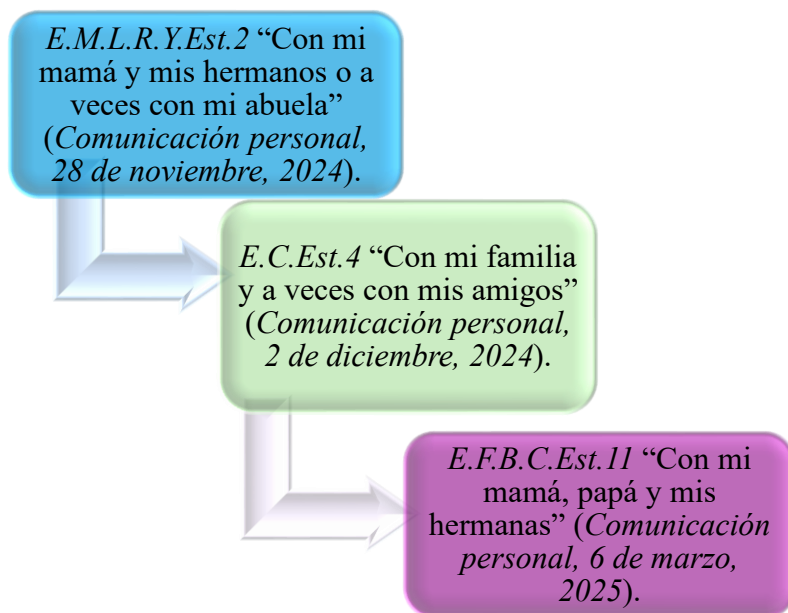 E.M.L.R.Y.Est.2 “Con mi
mamá y mis hermanos o a
veces con mi abuela”
(Comunicación personal,
28 de noviembre, 2024).
E.C.Est.4 “Con mi familia
y a veces con mis amigos”
(Comunicación personal,
2 de diciembre, 2024).
E.F.B.C.Est.11 “Con mi
mamá, papá y mis
hermanas” (Comunicación
personal, 6 de marzo,
2025).